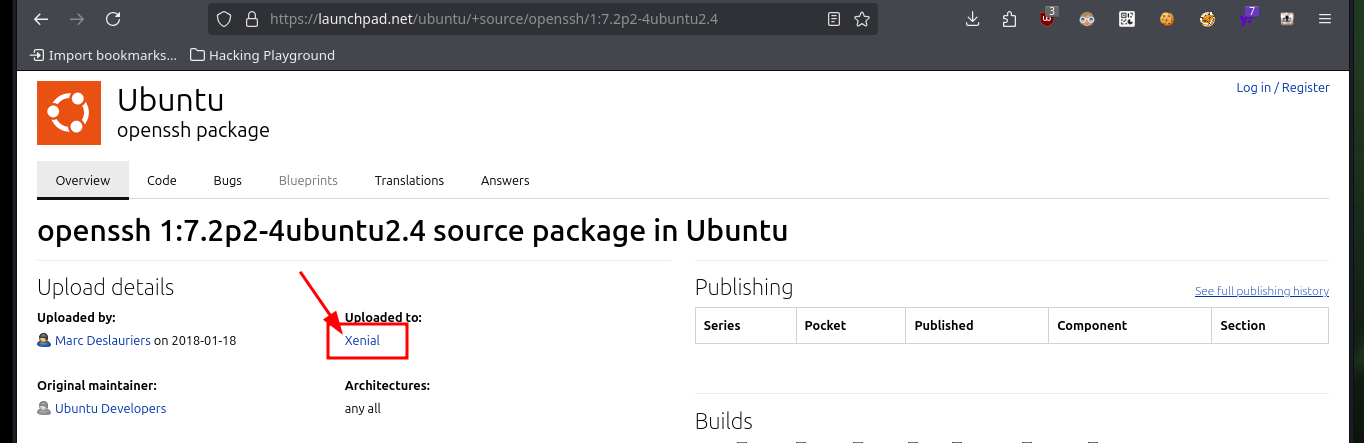 https://launchpad.net/ubuntu/+source/openssh/1:7.2p2-4ubuntu2.4
3
7
Import bookmarks...
Hacking Playground
Log in / Register
Ubuntu
openssh package
Overview
Code
Bugs
Blueprints
Translations
Answers
openssh 1:7.2p2-4ubuntu2.4 source package in Ubuntu
Upload details
Uploaded by:
Marc Deslauriers on 2018-01-18
Uploaded to:
Xenial
Original maintainer:
Ubuntu Developers
Architectures:
any all
Publishing
See full publishing history
Series
Pocket
Published
Component
Section
Builds